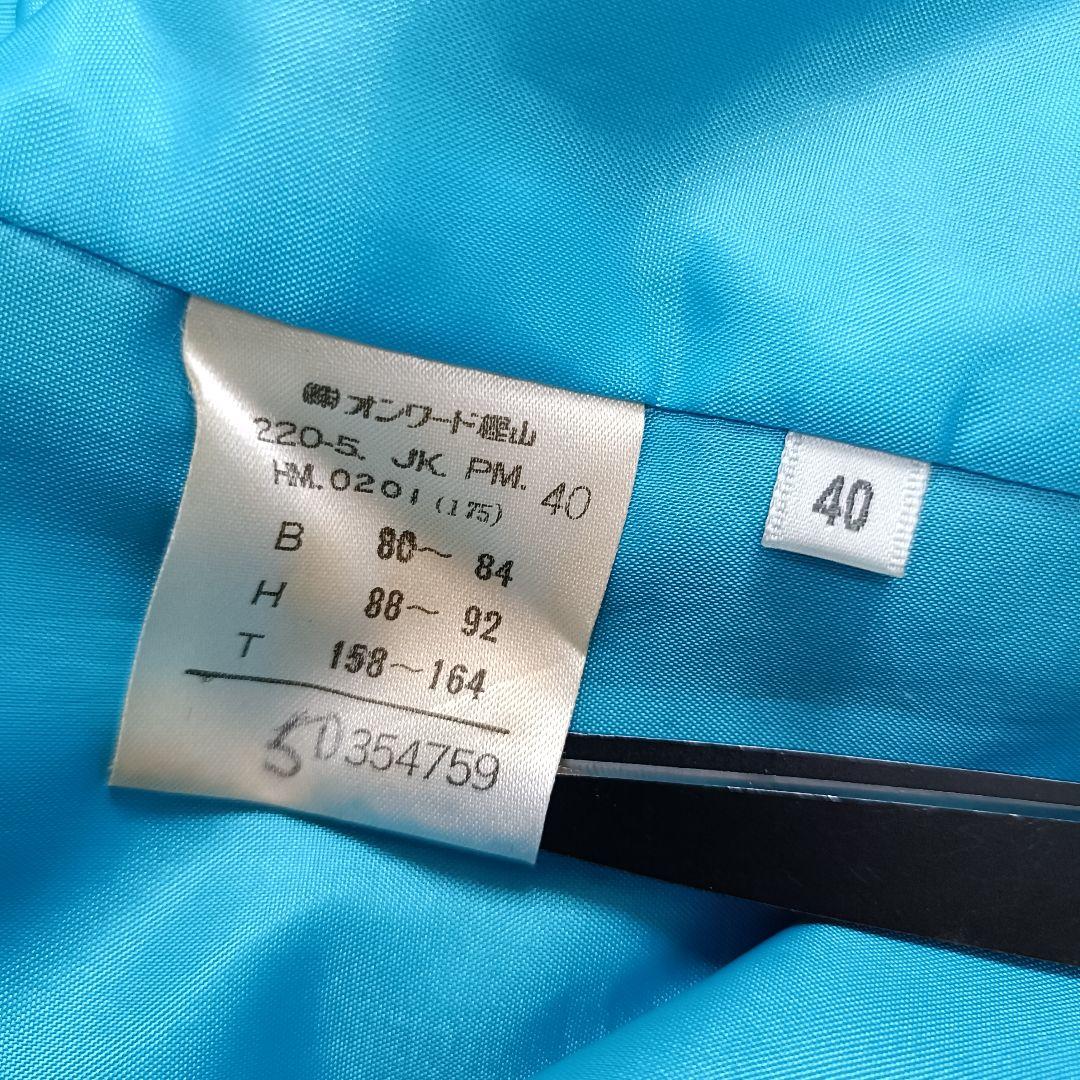 ㈱オンワード樫山
220-5. JK. PM. 40
HM.0201 (175)
B 80～84
H 88～92
T 158～164
50354759
40